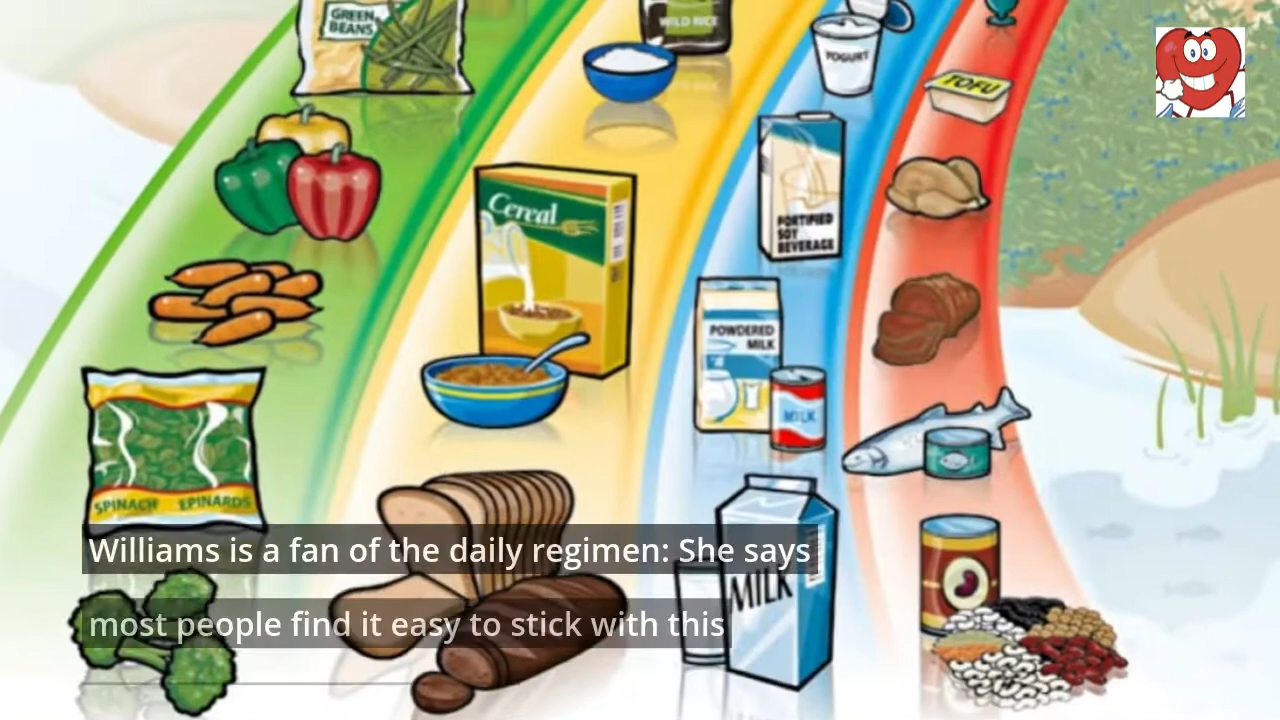 GREEN
BEANS
WILD RICE
YOGURT
TOFU
Cereal
FORTIFIED
SOY
BEVERAGE
POWDERED
MILK
MILK
SPINACH EPINARDS
MILK
Williams is a fan of the daily regimen: She says
most people find it easy to stick with this